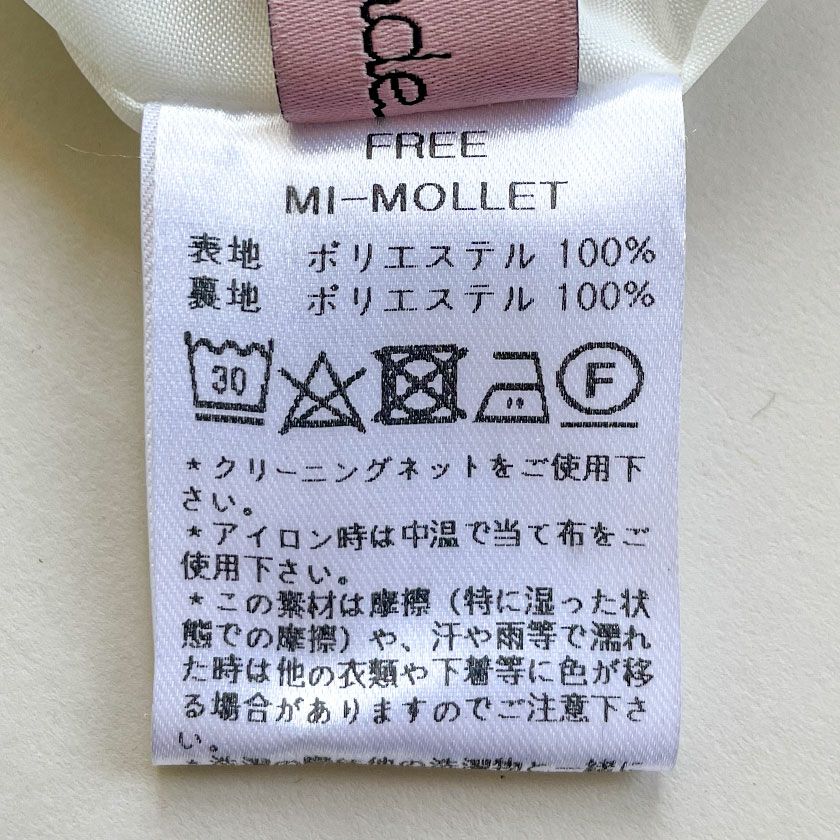 nde
FREE
MI-MOLLET
表地 ポリエステル 100%
裏地 ポリエステル 100%
30
F
*クリーニングネットをご使用下
さい。
*アイロン時は中温で当て布をご
使用下さい。
*この素材は摩擦（特に湿った状
態での摩擦）や、汗や雨等で濡れ
た時は他の衣類や下着等に色が移
る場合がありますのでご注意下さ
い。